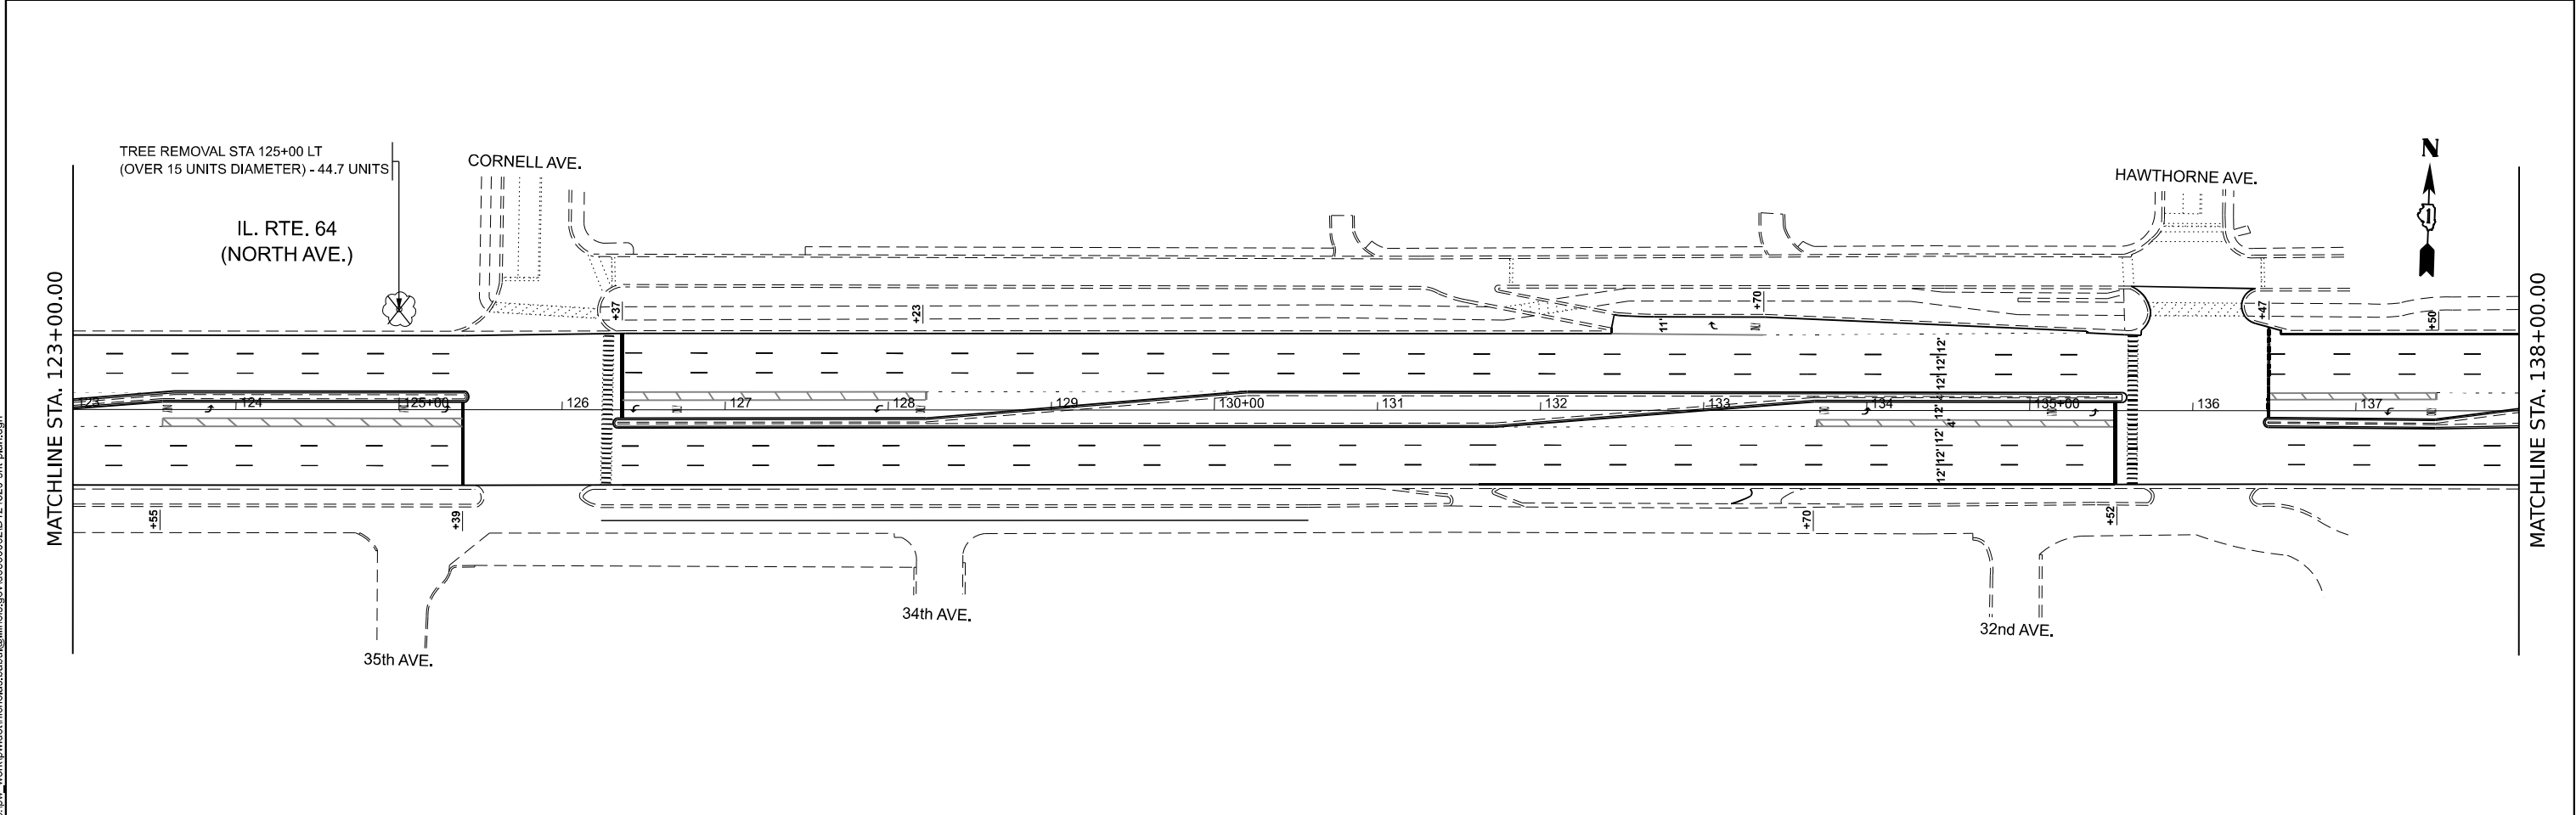 TREE REMOVAL STA 125+00 LT
(OVER 15 UNITS DIAMETER) - 44.7 UNITS
CORNELL AVE.
HAWTHORNE AVE.
N
1
IL. RTE. 64
(NORTH AVE.)
MATCHLINE STA. 123+00.00
MATCHLINE STA. 138+00.00
+37
+23
+70
+47
+50
11'
12' 12'
12' 4'
123
124
125+00
126
127
128
129
130+00
131
132
133
134
135+00
136
137
12'
4'
12' 12' 12'
+55
+39
+70
+52
34th AVE.
32nd AVE.
35th AVE.